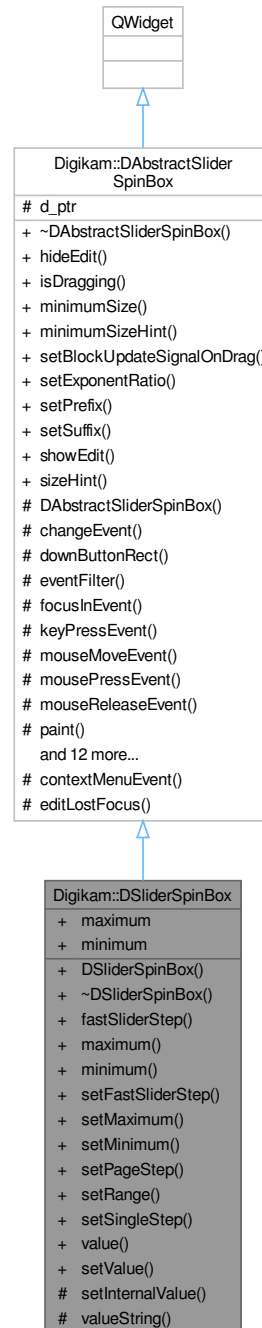 QWidget
Digikam::DAbstractSlider
SpinBox
# d_ptr
+ ~DAbstractSliderSpinBox()
+ hideEdit()
+ isDragging()
+ minimumSize()
+ minimumSizeHint()
+ setBlockUpdateSignalOnDrag()
+ setExponentRatio()
+ setPrefix()
+ setSuffix()
+ showEdit()
+ sizeHint()
# DAbstractSliderSpinBox()
# changeEvent()
# downButtonRect()
# eventFilter()
# focusInEvent()
# keyPressEvent()
# mouseMoveEvent()
# mousePressEvent()
# mouseReleaseEvent()
# paint()
and 12 more...
# contextMenuEvent()
# editLostFocus()
Digikam::DSliderSpinBox
+ maximum
+ minimum
+ DSliderSpinBox()
+ ~DSliderSpinBox()
+ fastSliderStep()
+ maximum()
+ minimum()
+ setFastSliderStep()
+ setMaximum()
+ setMinimum()
+ setPageStep()
+ setRange()
+ setSingleStep()
+ value()
+ setValue()
# setInternalValue()
# valueString()